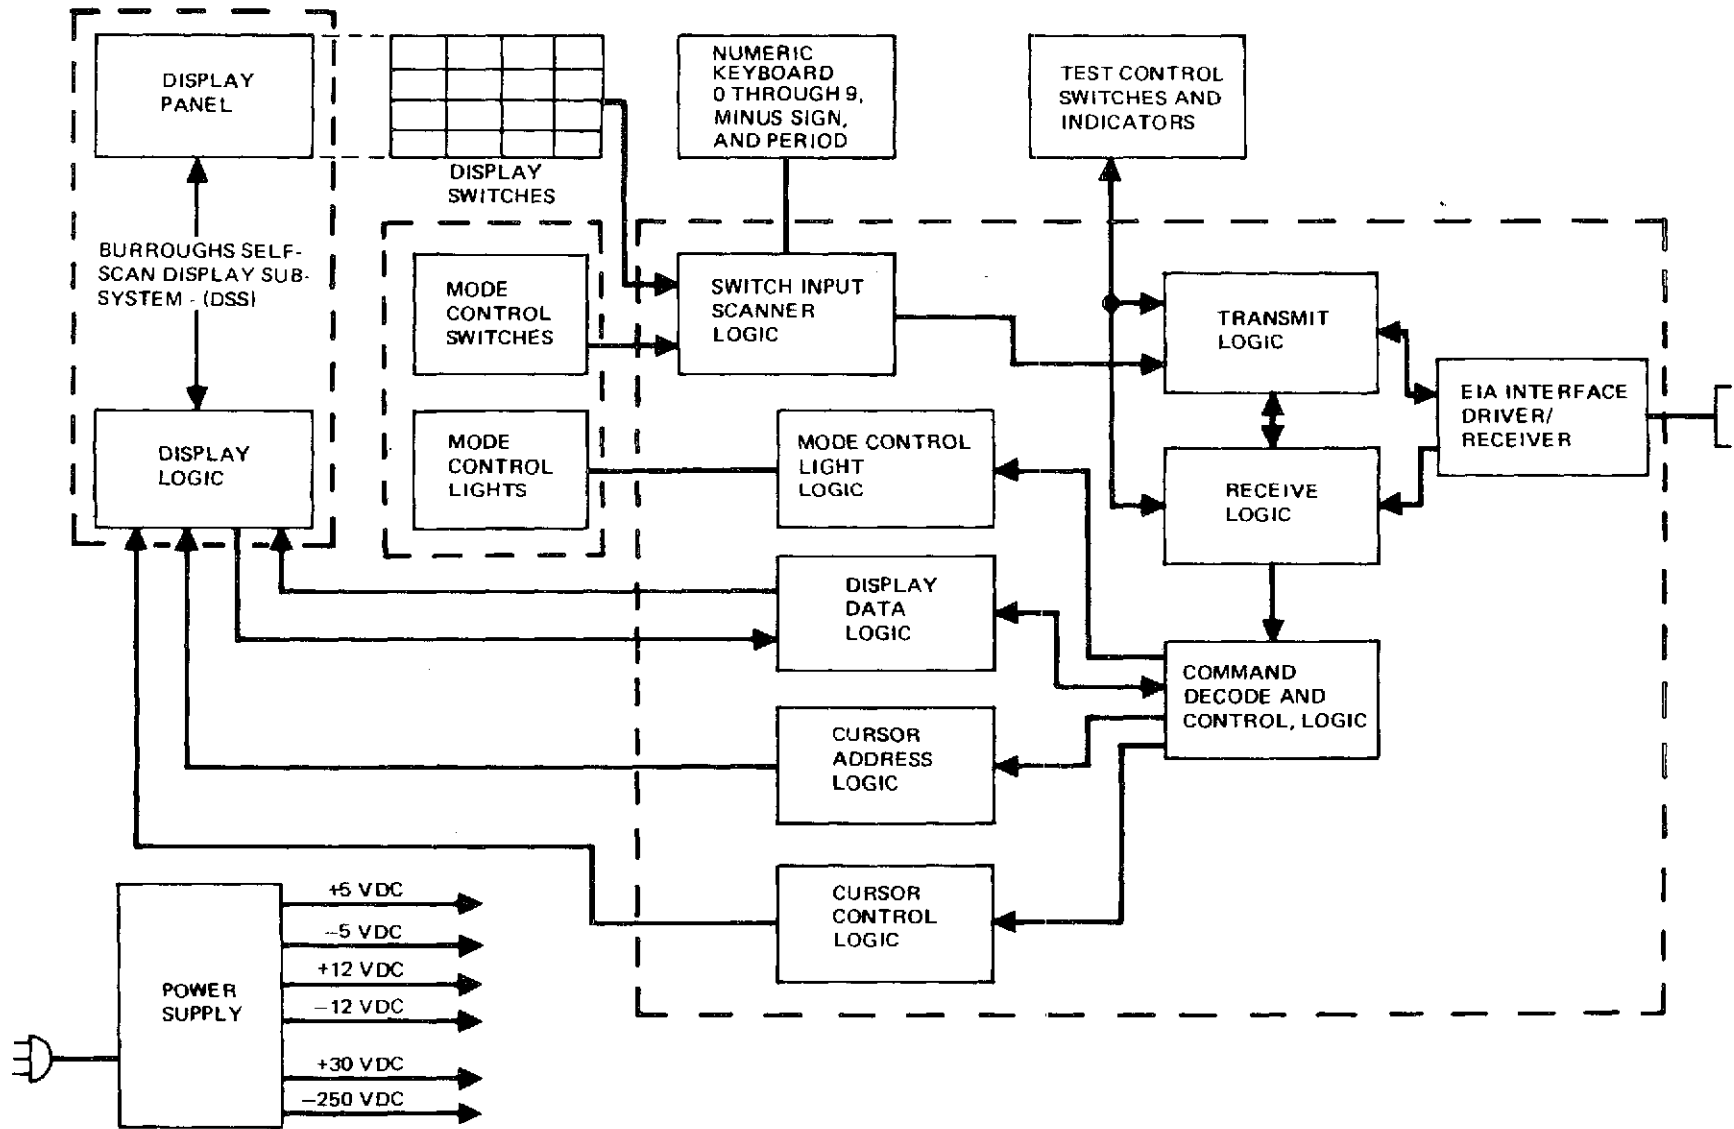 DISPLAY
PANEL
DISPLAY
SWITCHES
NUMERIC
KEYBOARD
0 THROUGH 9,
MINUS SIGN,
AND PERIOD
TEST CONTROL
SWITCHES AND
INDICATORS
BURROUGHS SELF-
SCAN DISPLAY SUB-
SYSTEM - (DSS)
MODE
CONTROL
SWITCHES
SWITCH INPUT
SCANNER
LOGIC
TRANSMIT
LOGIC
EIA INTERFACE
DRIVER/
RECEIVER
DISPLAY
LOGIC
MODE
CONTROL
LIGHTS
MODE CONTROL
LIGHT
LOGIC
RECEIVE
LOGIC
DISPLAY
DATA
LOGIC
COMMAND
DECODE AND
CONTROL, LOGIC
CURSOR
ADDRESS
LOGIC
CURSOR
CONTROL
LOGIC
POWER
SUPPLY
+5 VDC
−5 VDC
+12 VDC
−12 VDC
+30 VDC
−250 VDC